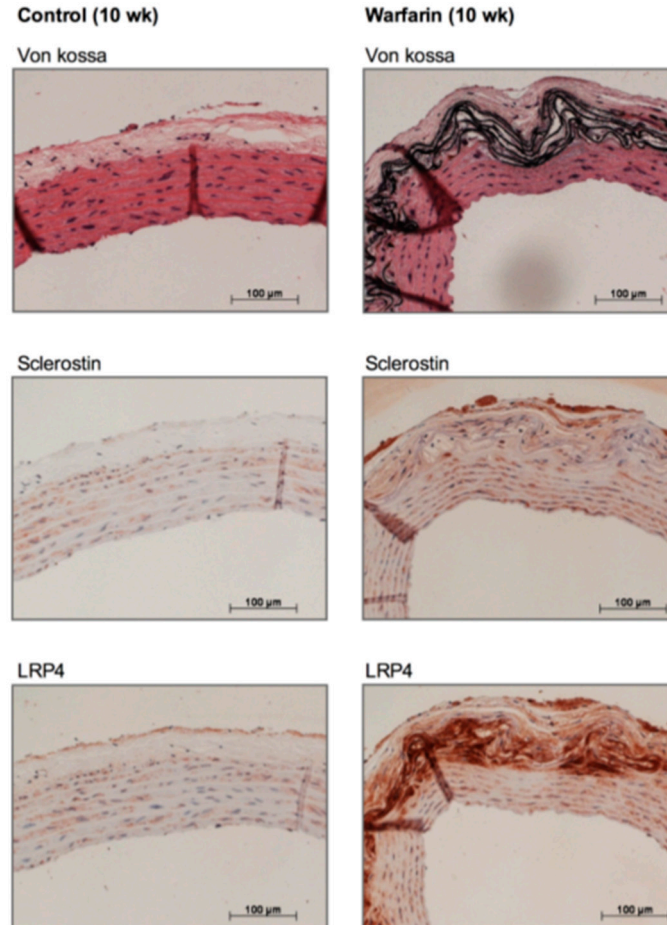 Control (10 wk)
Warfarin (10 wk)
Von kossa
Von kossa
100 µm
100 µm
Sclerostin
Sclerostin
100 µm
100 µm
LRP4
LRP4
100 µm
100 µm